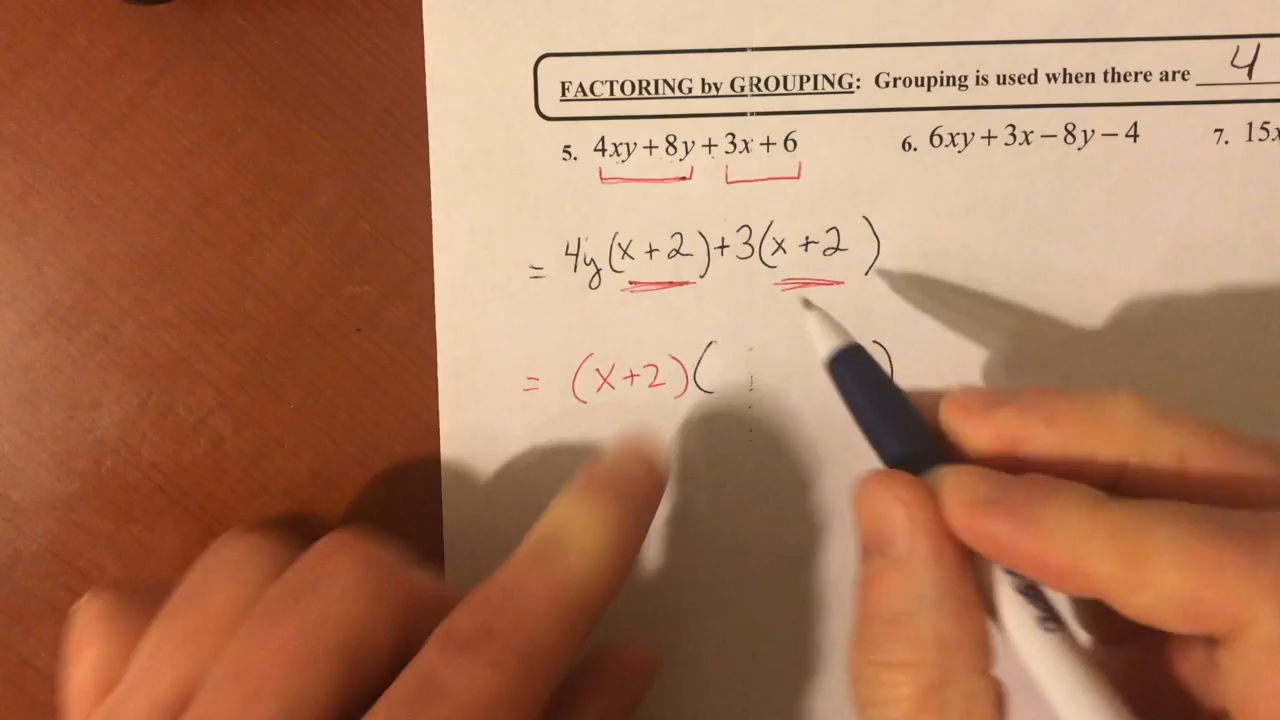 FACTORING by GROUPING: Grouping is used when there are 4
5. 4xy+8y+3x+6 6. 6xy+3x−8y−4 7. 15x
= 4y(x+2)+3(x+2)
= (x+2)( )